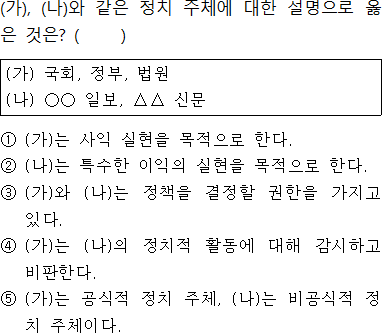 (가), (나)와 같은 정치 주체에 대한 설명으로 옳
은 것은? (      )
(가) 국회, 정부, 법원
(나) ○○ 일보, △△ 신문
① (가)는 사익 실현을 목적으로 한다.
② (나)는 특수한 이익의 실현을 목적으로 한다.
③ (가)와 (나)는 정책을 결정할 권한을 가지고
있다.
④ (가)는 (나)의 정치적 활동에 대해 감시하고
비판한다.
⑤ (가)는 공식적 정치 주체, (나)는 비공식적 정
치 주체이다.